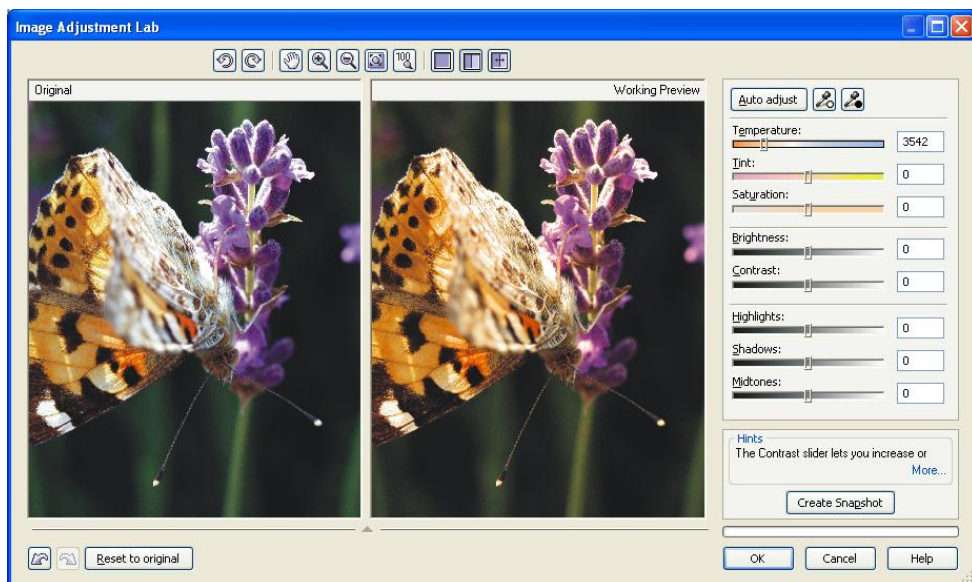 Image Adjustment Lab
100
Original
Working Preview
Auto adjust
Temperature:
3542
Tint:
0
Saturation:
0
Brightness:
0
Contrast:
0
Highlights:
0
Shadows:
0
Midtones:
0
Hints
The Contrast slider lets you increase or
More...
Create Snapshot
Reset to original
OK
Cancel
Help